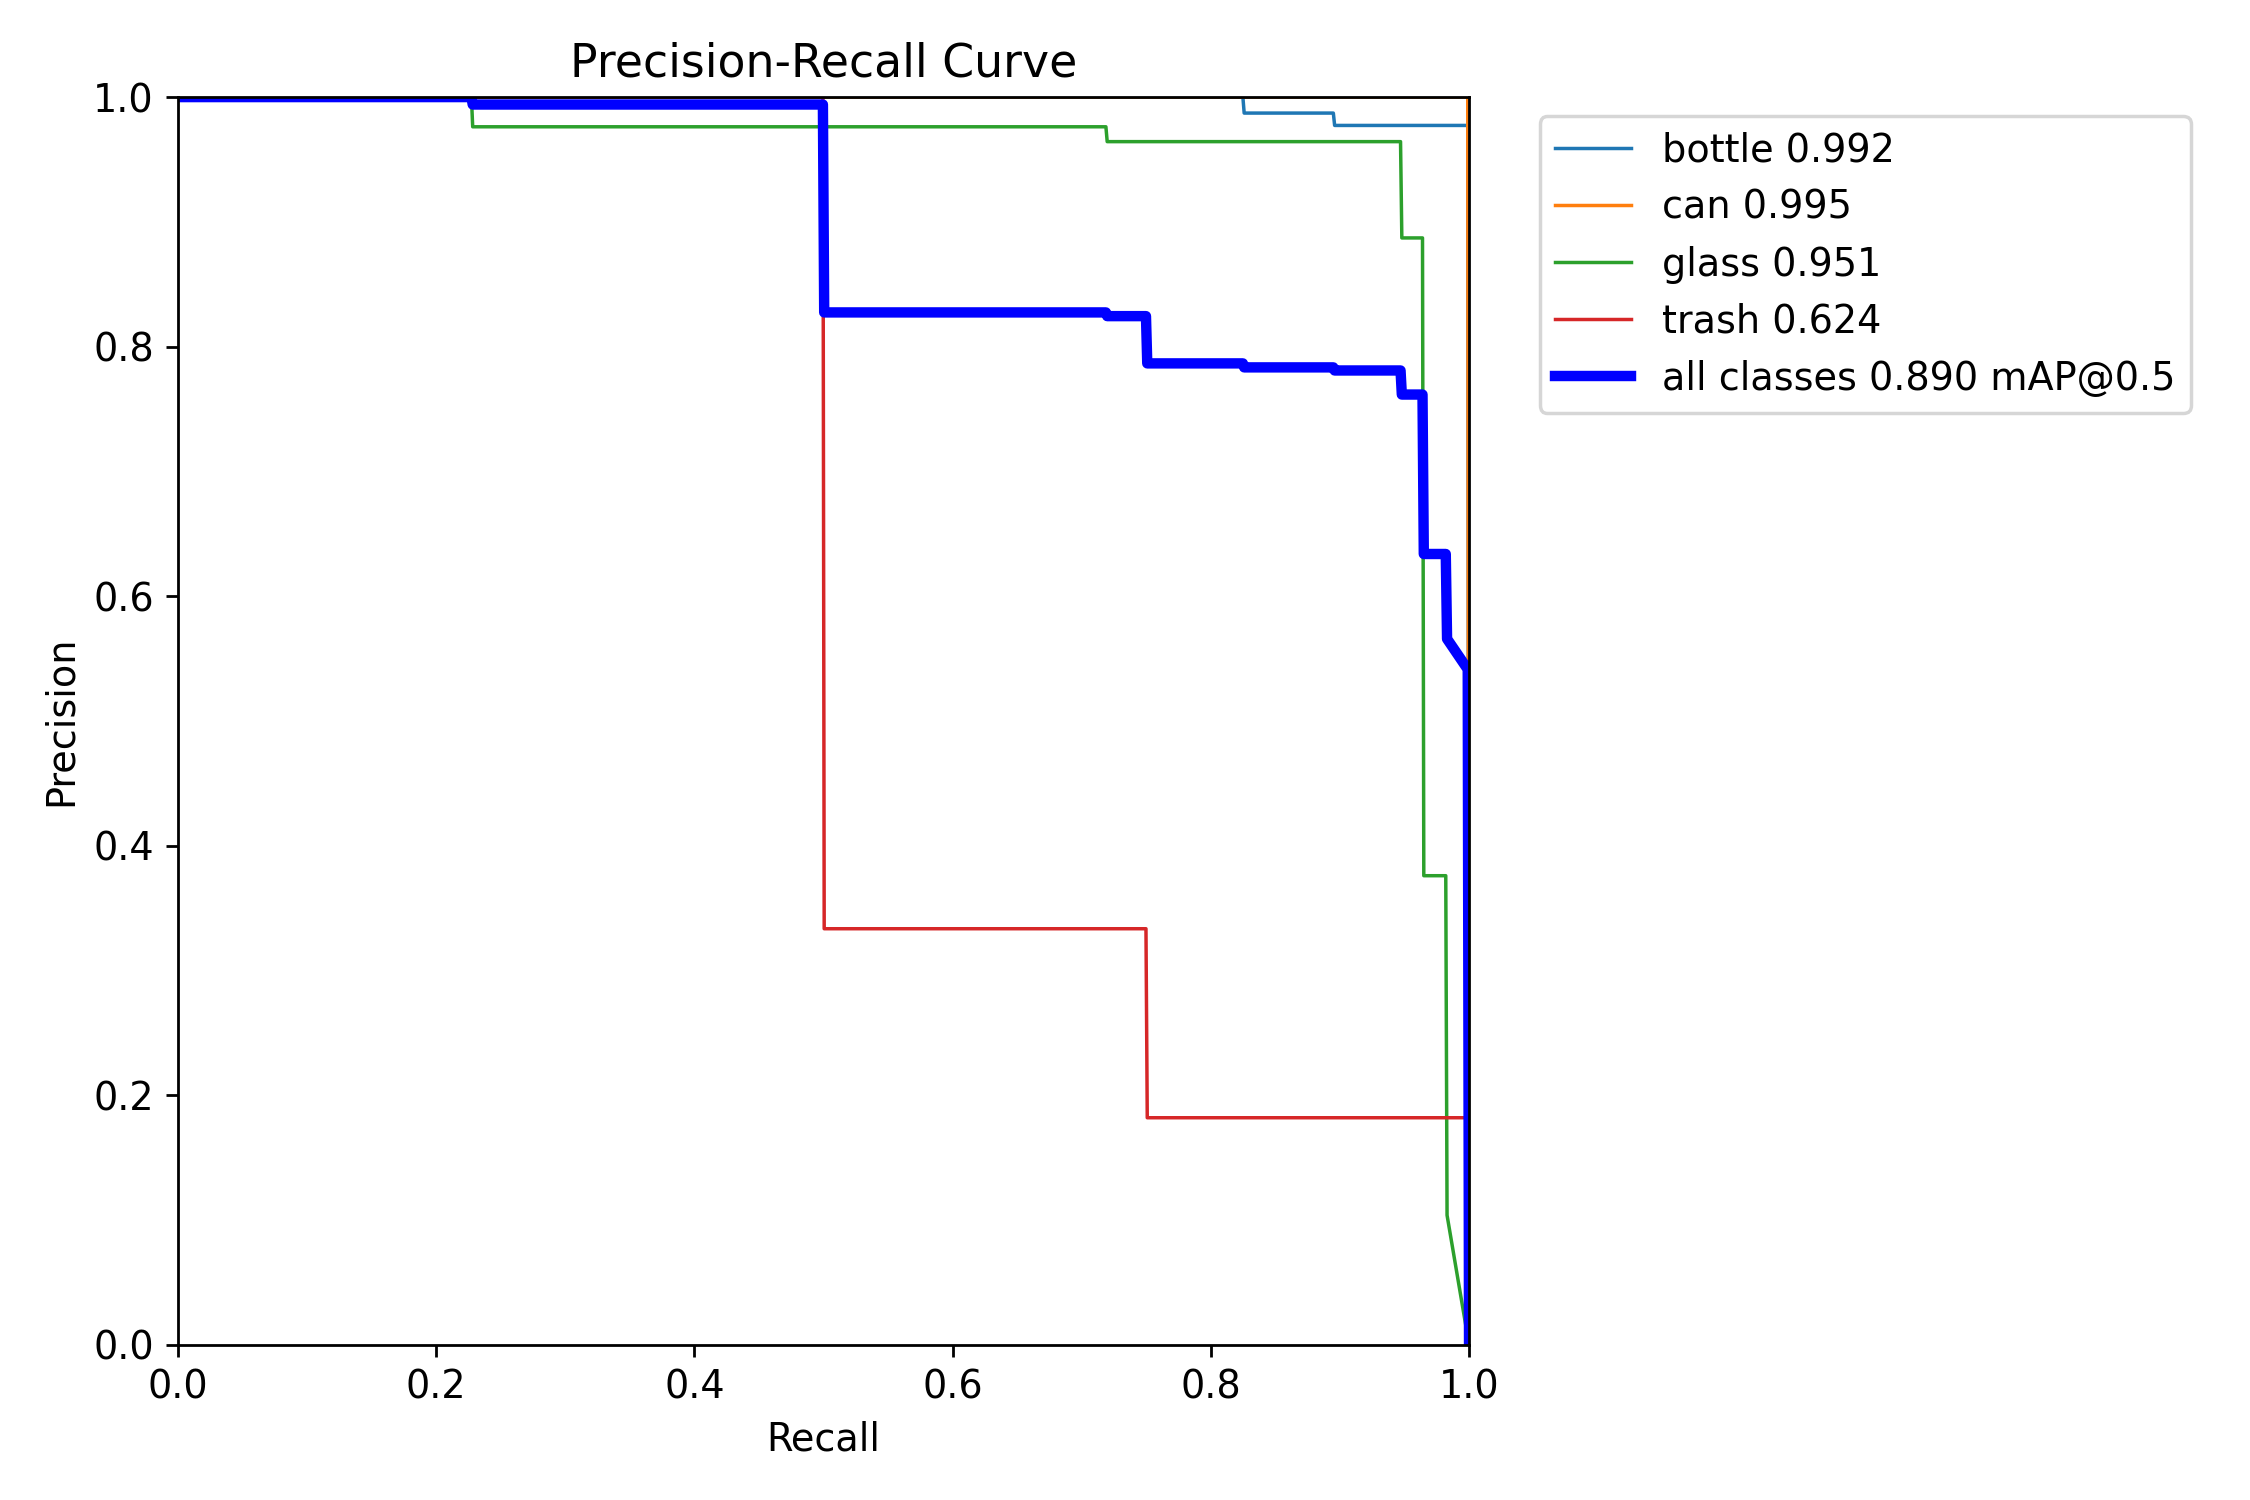 Precision-Recall Curve
1.0
0.8
0.6
0.4
0.2
0.0
Precision
0.0 0.2 0.4 0.6 0.8 1.0
Recall
bottle 0.992
can 0.995
glass 0.951
trash 0.624
all classes 0.890 mAP@0.5